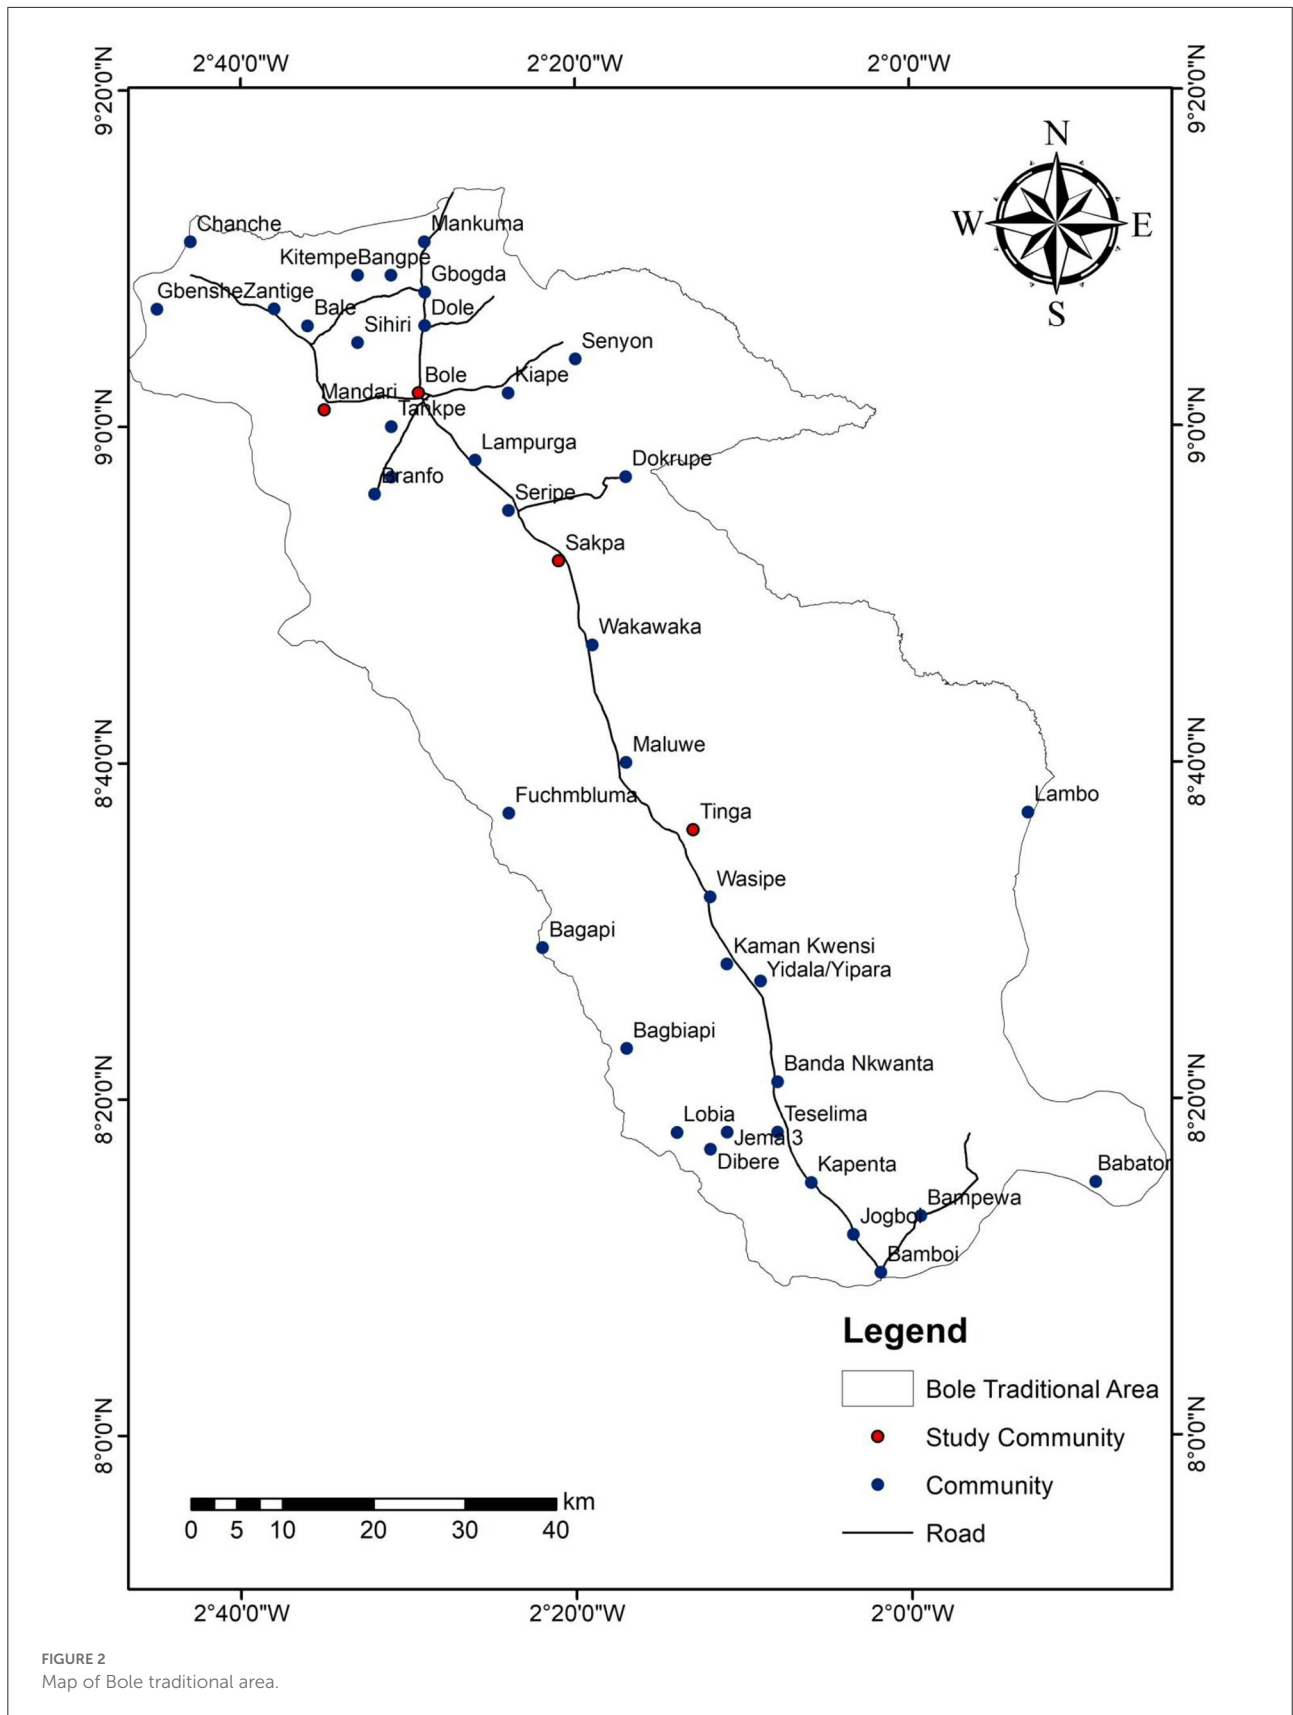 2°40'0"W 2°20'0"W 2°0'0"W
9°20'0"N
9°20'0"N
N
W E
S
Chanche
Mankuma
Kitempe Bangpe
Gbogda
Gbenshe Zantige
Bale
Dole
Sihiri
Senyon
Bole
Kiape
Mandari
Tankpe
9°0'0"N
9°0'0"N
Lampurga
Dokrupe
Branfo
Seripe
Sakpa
Wakawaka
Maluwe
8°40'0"N
8°40'0"N
Fuchmbluma
Lambo
Tinga
Wasipe
Bagapi
Kaman Kwensi
Yidala/Yipara
Bagbiapi
Banda Nkwanta
8°20'0"N
8°20'0"N
Lobia
Teselima
Jema 3
Dibere
Kapenta
Babator
Bampewa
Jogboi
Bamboi
Legend
Bole Traditional Area
Study Community
Community
Road
8°0'0"N
8°0'0"N
km
0 5 10 20 30 40
2°40'0"W 2°20'0"W 2°0'0"W
FIGURE 2
Map of Bole traditional area.